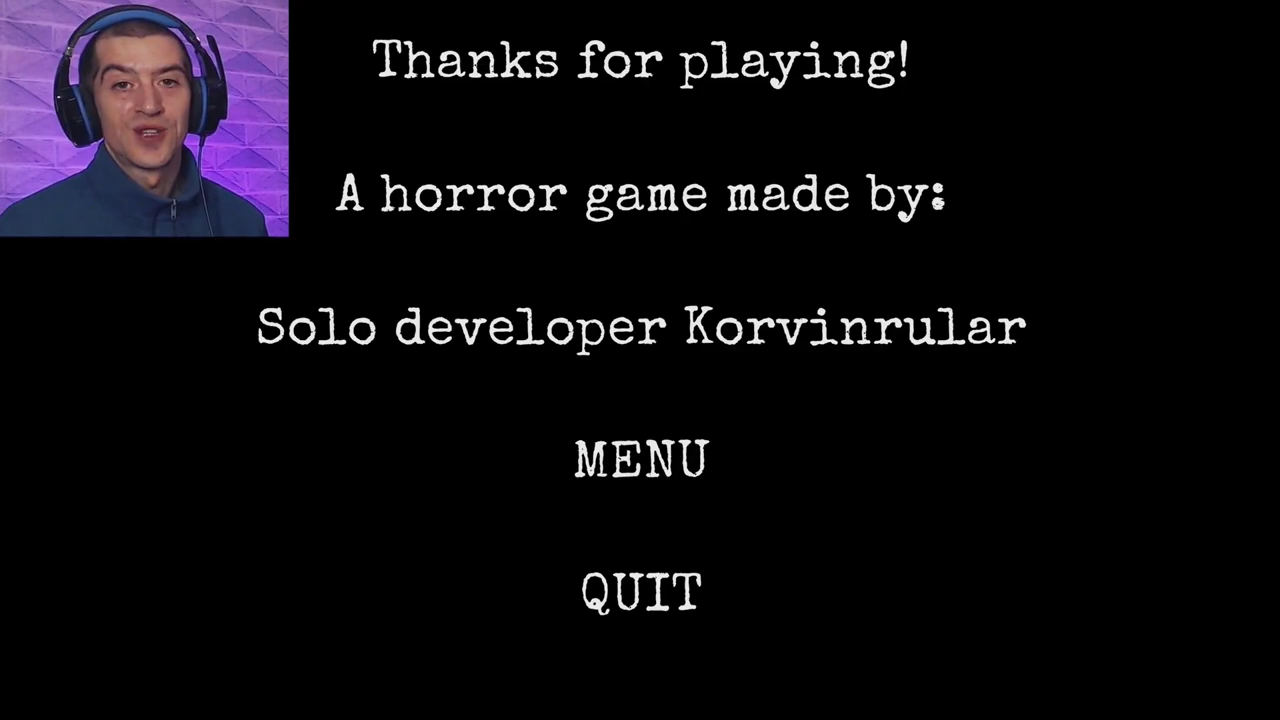 Thanks for playing!
A horror game made by:
Solo developer Korvinrular
MENU
QUIT